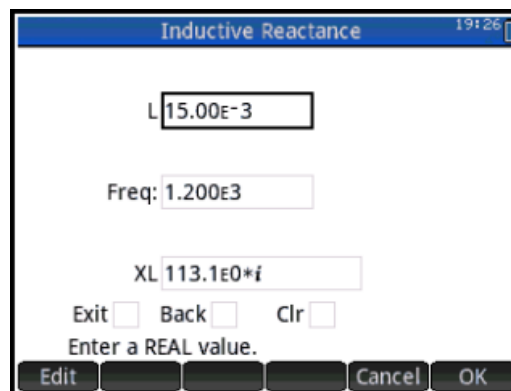 Inductive Reactance 19:26
L 15.00E-3
Freq: 1.200E3
XL 113.1E0*i
Exit Back Clr
Enter a REAL value.
Edit Cancel OK